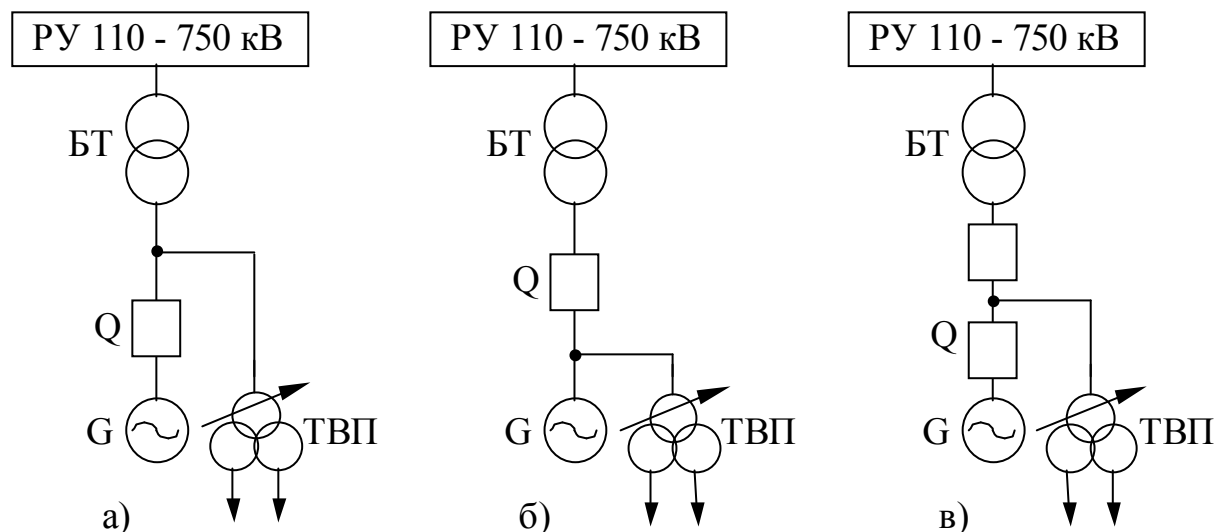 РУ 110 - 750 кВ
БТ
Q
G
ТВП
а)
РУ 110 - 750 кВ
БТ
Q
G
ТВП
б)
РУ 110 - 750 кВ
БТ
Q
G
ТВП
в)